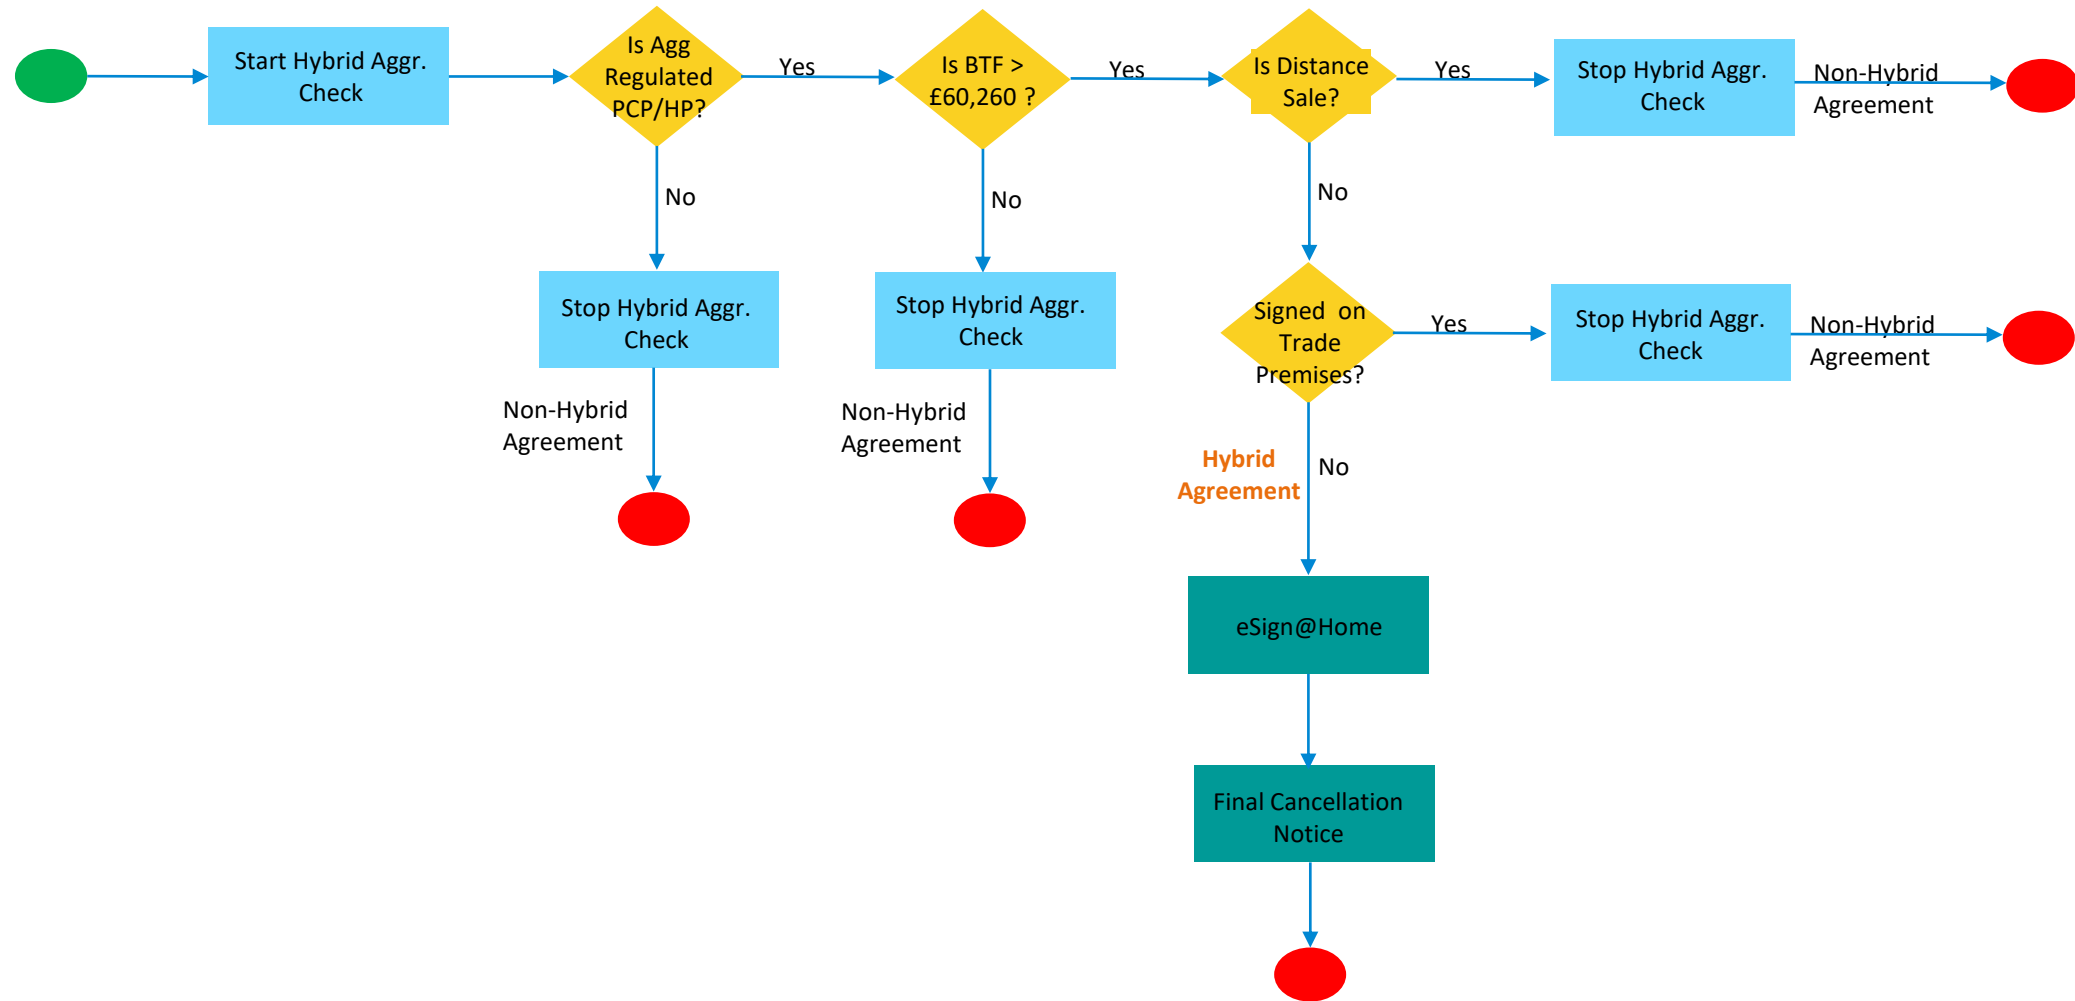 Start Hybrid Aggr.
Check
Is Agg
Regulated
PCP/HP?
Yes
Is BTF >
£60,260 ?
Yes
Is Distance
Sale?
Yes
Stop Hybrid Aggr.
Check
Non-Hybrid
Agreement
No
No
No
Stop Hybrid Aggr.
Check
Stop Hybrid Aggr.
Check
Signed  on
Trade
Premises?
Yes
Stop Hybrid Aggr.
Check
Non-Hybrid
Agreement
Non-Hybrid
Agreement
Non-Hybrid
Agreement
Hybrid
Agreement
No
eSign@Home
Final Cancellation
Notice